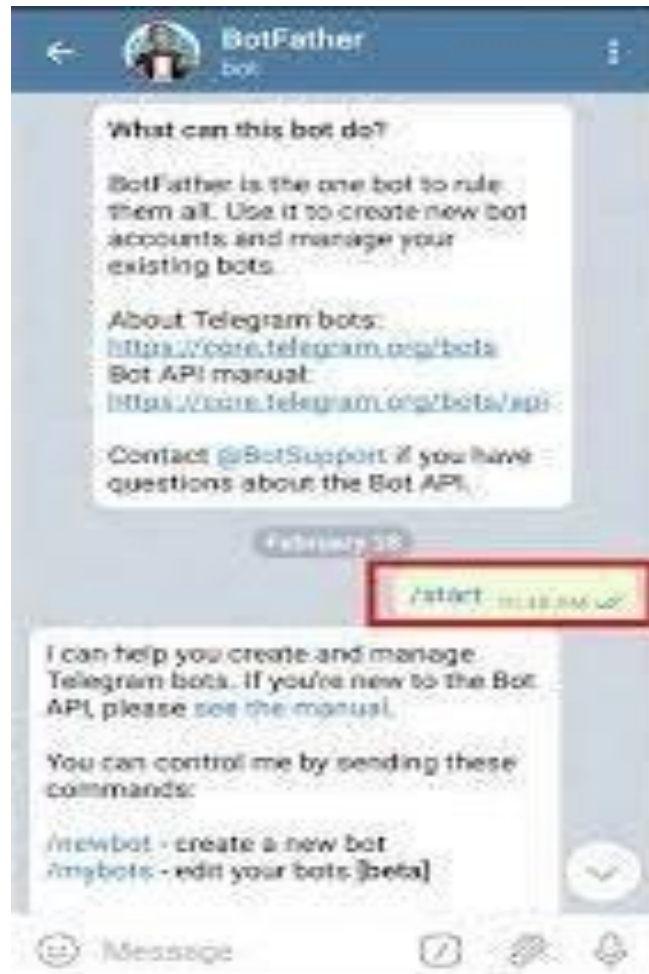 BotFather
bot
What can this bot do?
BotFather is the one bot to rule
them all. Use it to create new bot
accounts and manage your
existing bots.
About Telegram bots:
https://core.telegram.org/bots
Bot API manual:
https://core.telegram.org/bots/api
Contact @BotSupport if you have
questions about the Bot API.
February
/start
I can help you create and manage
Telegram bots. If you're new to the Bot
API, please see the manual.
You can control me by sending these
commands:
/newbot - create a new bot
/mybots - edit your bots [beta]
Message